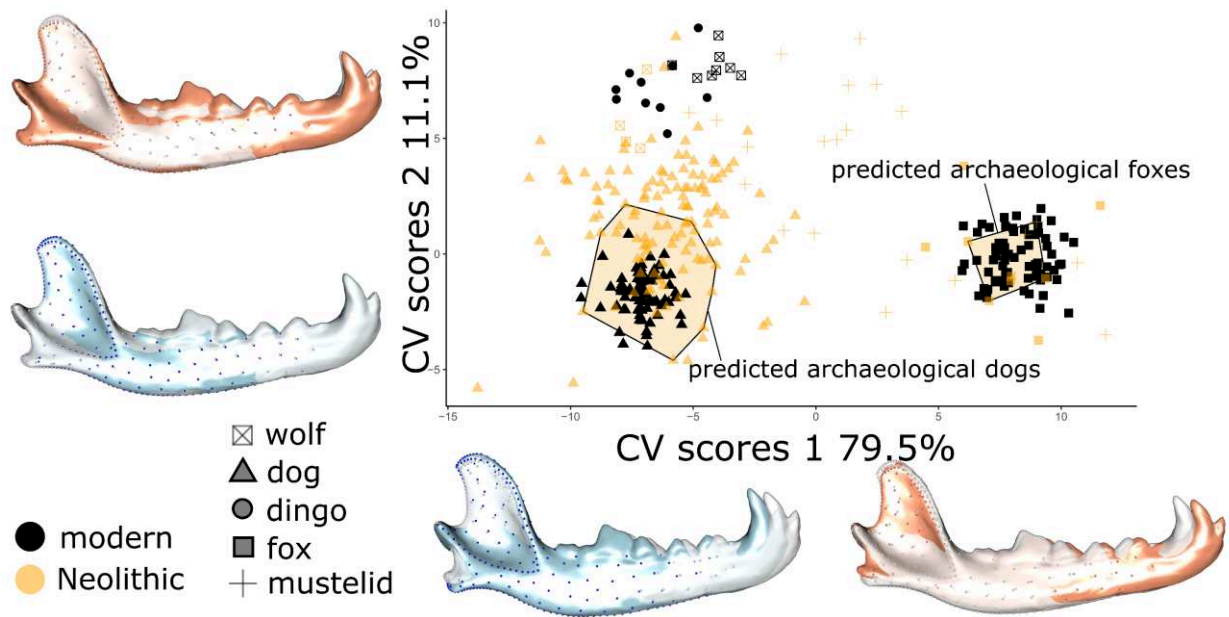 10
5
0
−5
CV scores 2 11.1%
predicted archaeological foxes
predicted archaeological dogs
−15
−10
−5
0
5
10
CV scores 1 79.5%
wolf
dog
dingo
fox
mustelid
modern
Neolithic